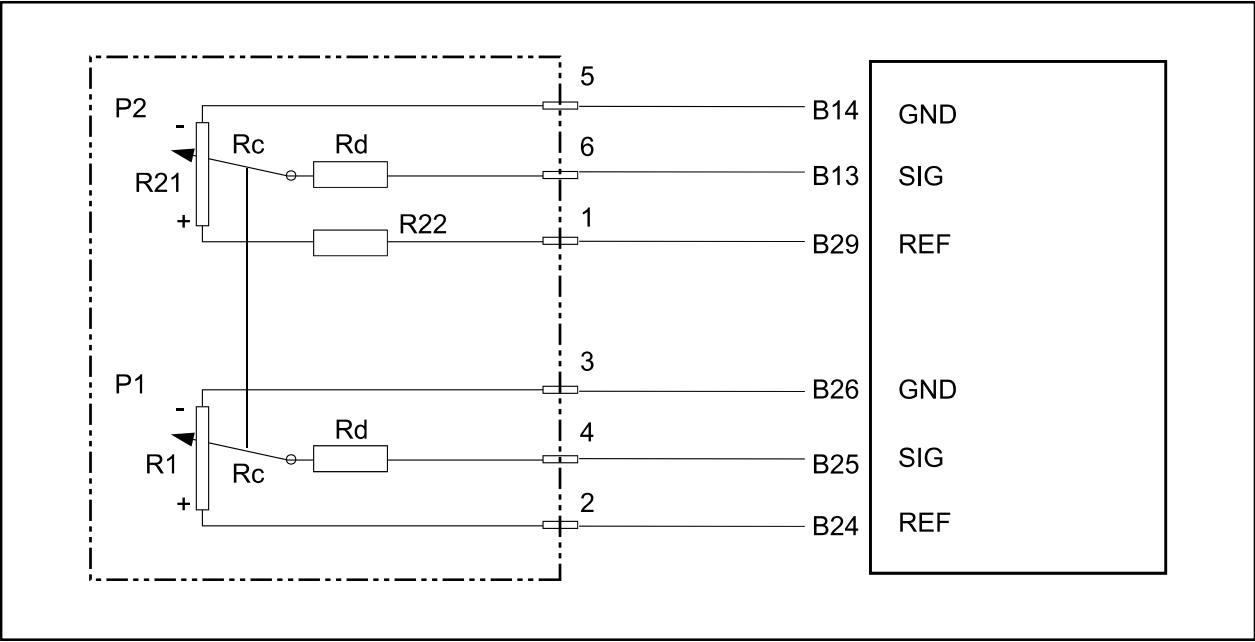 5
P2
B14
GND
-
Rc
Rd
6
R21
B13
SIG
+
R22
1
B29
REF
3
P1
B26
GND
-
Rd
4
R1
Rc
B25
SIG
+
2
B24
REF